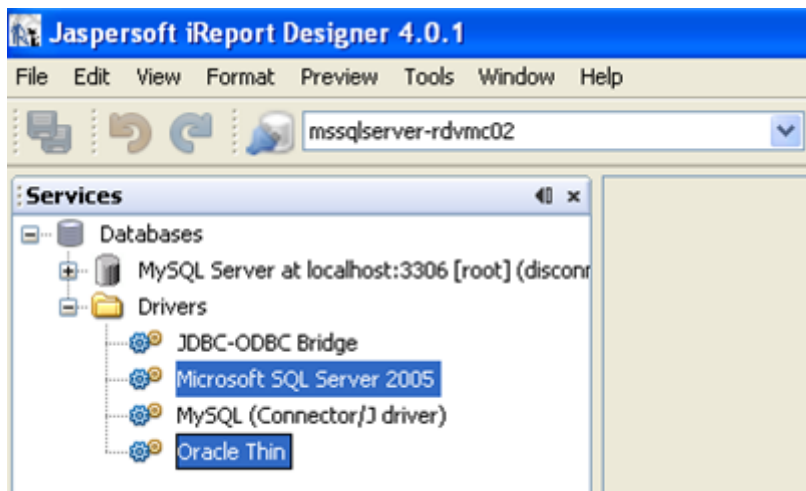 Jaspersoft iReport Designer 4.0.1
File Edit View Format Preview Tools Window Help
mssqlserver-rdvmc02
Services
Databases
MySQL Server at localhost:3306 [root] (disconr
Drivers
JDBC-ODBC Bridge
Microsoft SQL Server 2005
MySQL (Connector/J driver)
Oracle Thin